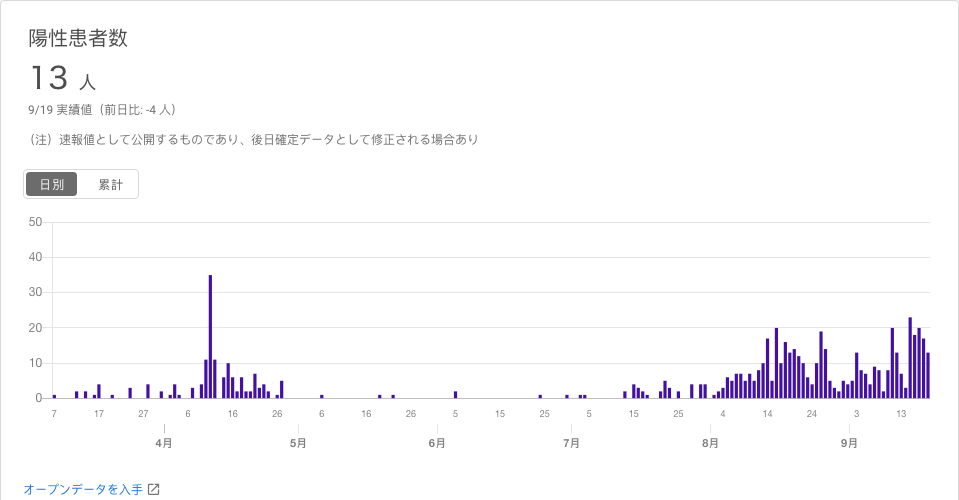 陽性患者数
13 人
9/19 実績値（前日比: -4 人）
（注）速報値として公開するものであり、後日確定データとして修正される場合あり
日別 累計
50
40
30
20
10
0
7 17 27 6 16 26 6 16 26 5 15 25 5 15 25 4 14 24 3 13
4月 5月 6月 7月 8月 9月
オープンデータを入手